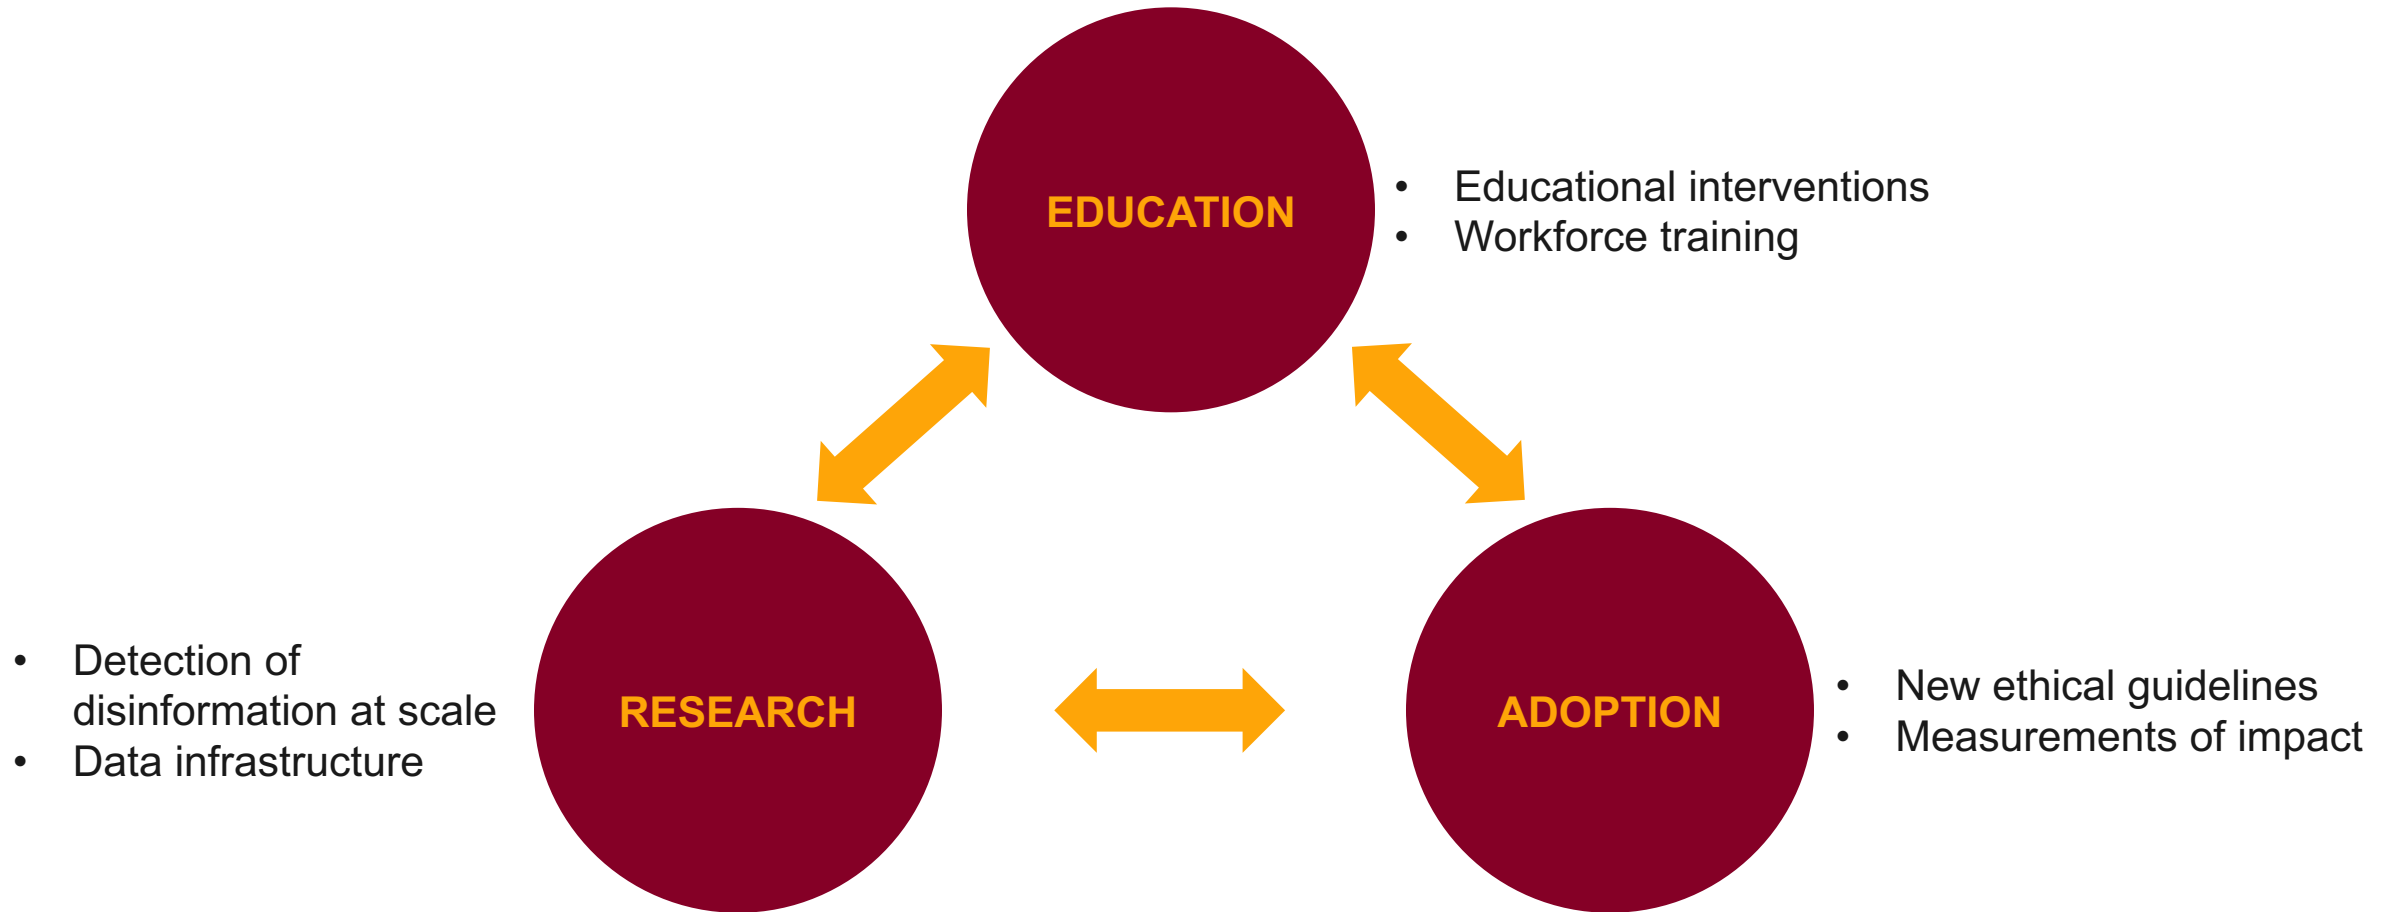 EDUCATION
• Educational interventions
• Workforce training
• Detection of
disinformation at scale
• Data infrastructure
RESEARCH
ADOPTION
• New ethical guidelines
• Measurements of impact